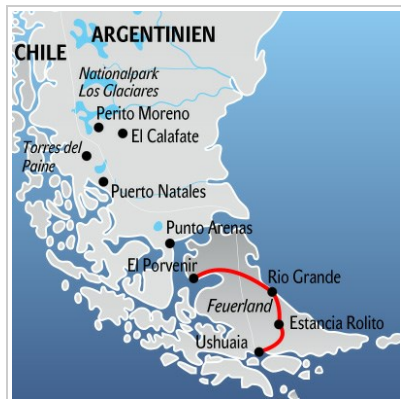 ARGENTINIEN
CHILE
Nationalpark
Los Glaciares
Perito Moreno
El Calafate
Torres del
Paine
Puerto Natales
Punto Arenas
El Porvenir
Rio Grande
Feuerland
Estancia Rolito
Ushuaia